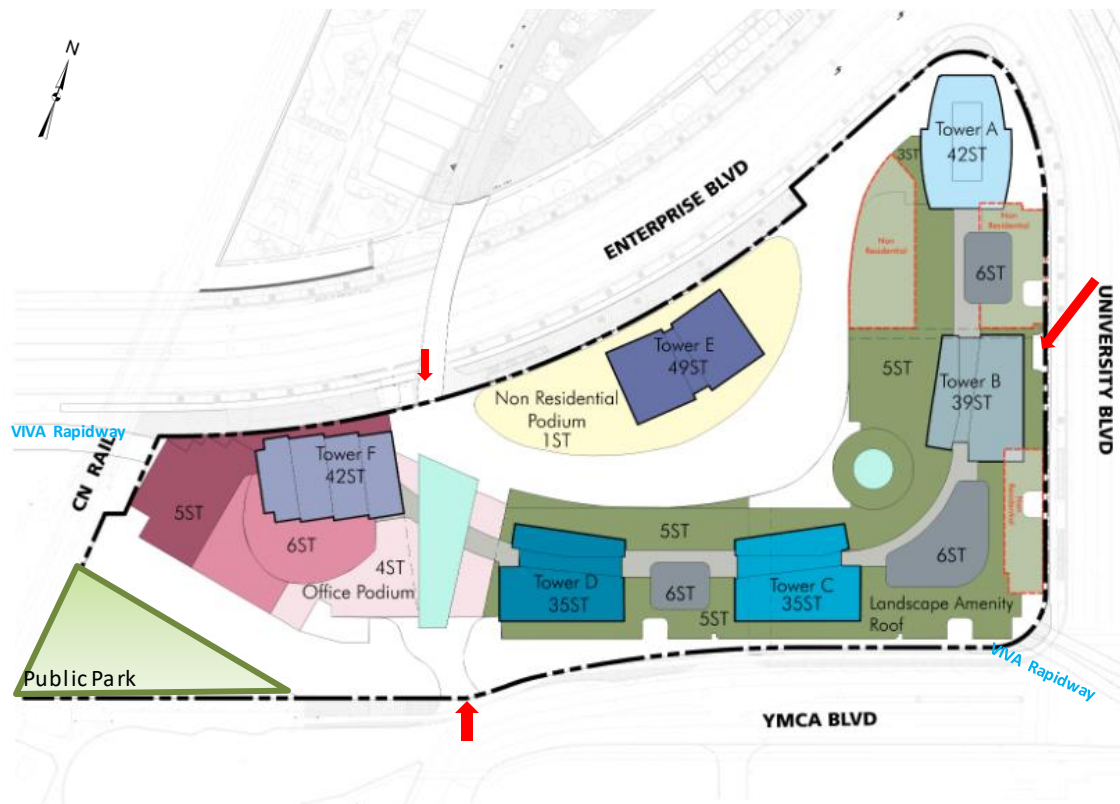 N
Tower A
42ST
3ST
ENTERPRISE BLVD
Non
Residential
Non
Residential
6ST
UNIVERSITY BLVD
Tower E
49ST
5ST
Tower B
39ST
Non Residential
Podium
1ST
VIVA Rapidway
CN RAIL
Tower F
42ST
5ST
6ST
4ST
Office Podium
5ST
6ST
Non
Residential
Tower D
35ST
6ST
Tower C
35ST
5ST
Landscape Amenity
Roof
VIVA Rapidway
Public Park
YMCA BLVD